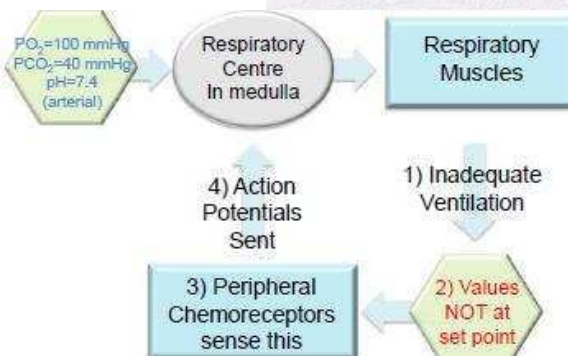 PO₂=100 mmHg
PCO₂=40 mmHg
pH=7.4
(arterial)
Respiratory
Centre
In medulla
Respiratory
Muscles
1) Inadequate
Ventilation
2) Values
NOT at
set point
3) Peripheral
Chemoreceptors
sense this
4) Action
Potentials
Sent